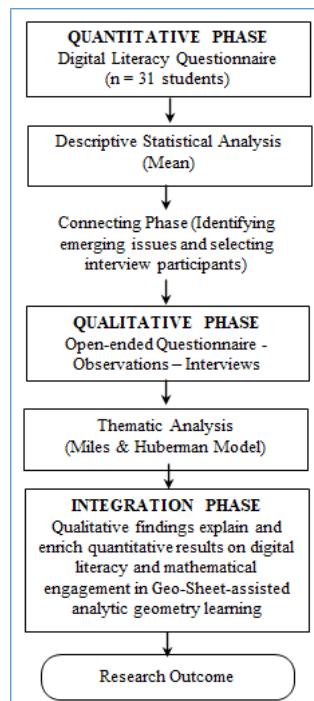 QUANTITATIVE PHASE
Digital Literacy Questionnaire
(n = 31 students)
Descriptive Statistical Analysis
(Mean)
Connecting Phase (Identifying
emerging issues and selecting
interview participants)
QUALITATIVE PHASE
Open-ended Questionnaire -
Observations – Interviews
Thematic Analysis
(Miles & Huberman Model)
INTEGRATION PHASE
Qualitative findings explain and
enrich quantitative results on digital
literacy and mathematical
engagement in Geo-Sheet-assisted
analytic geometry learning
Research Outcome